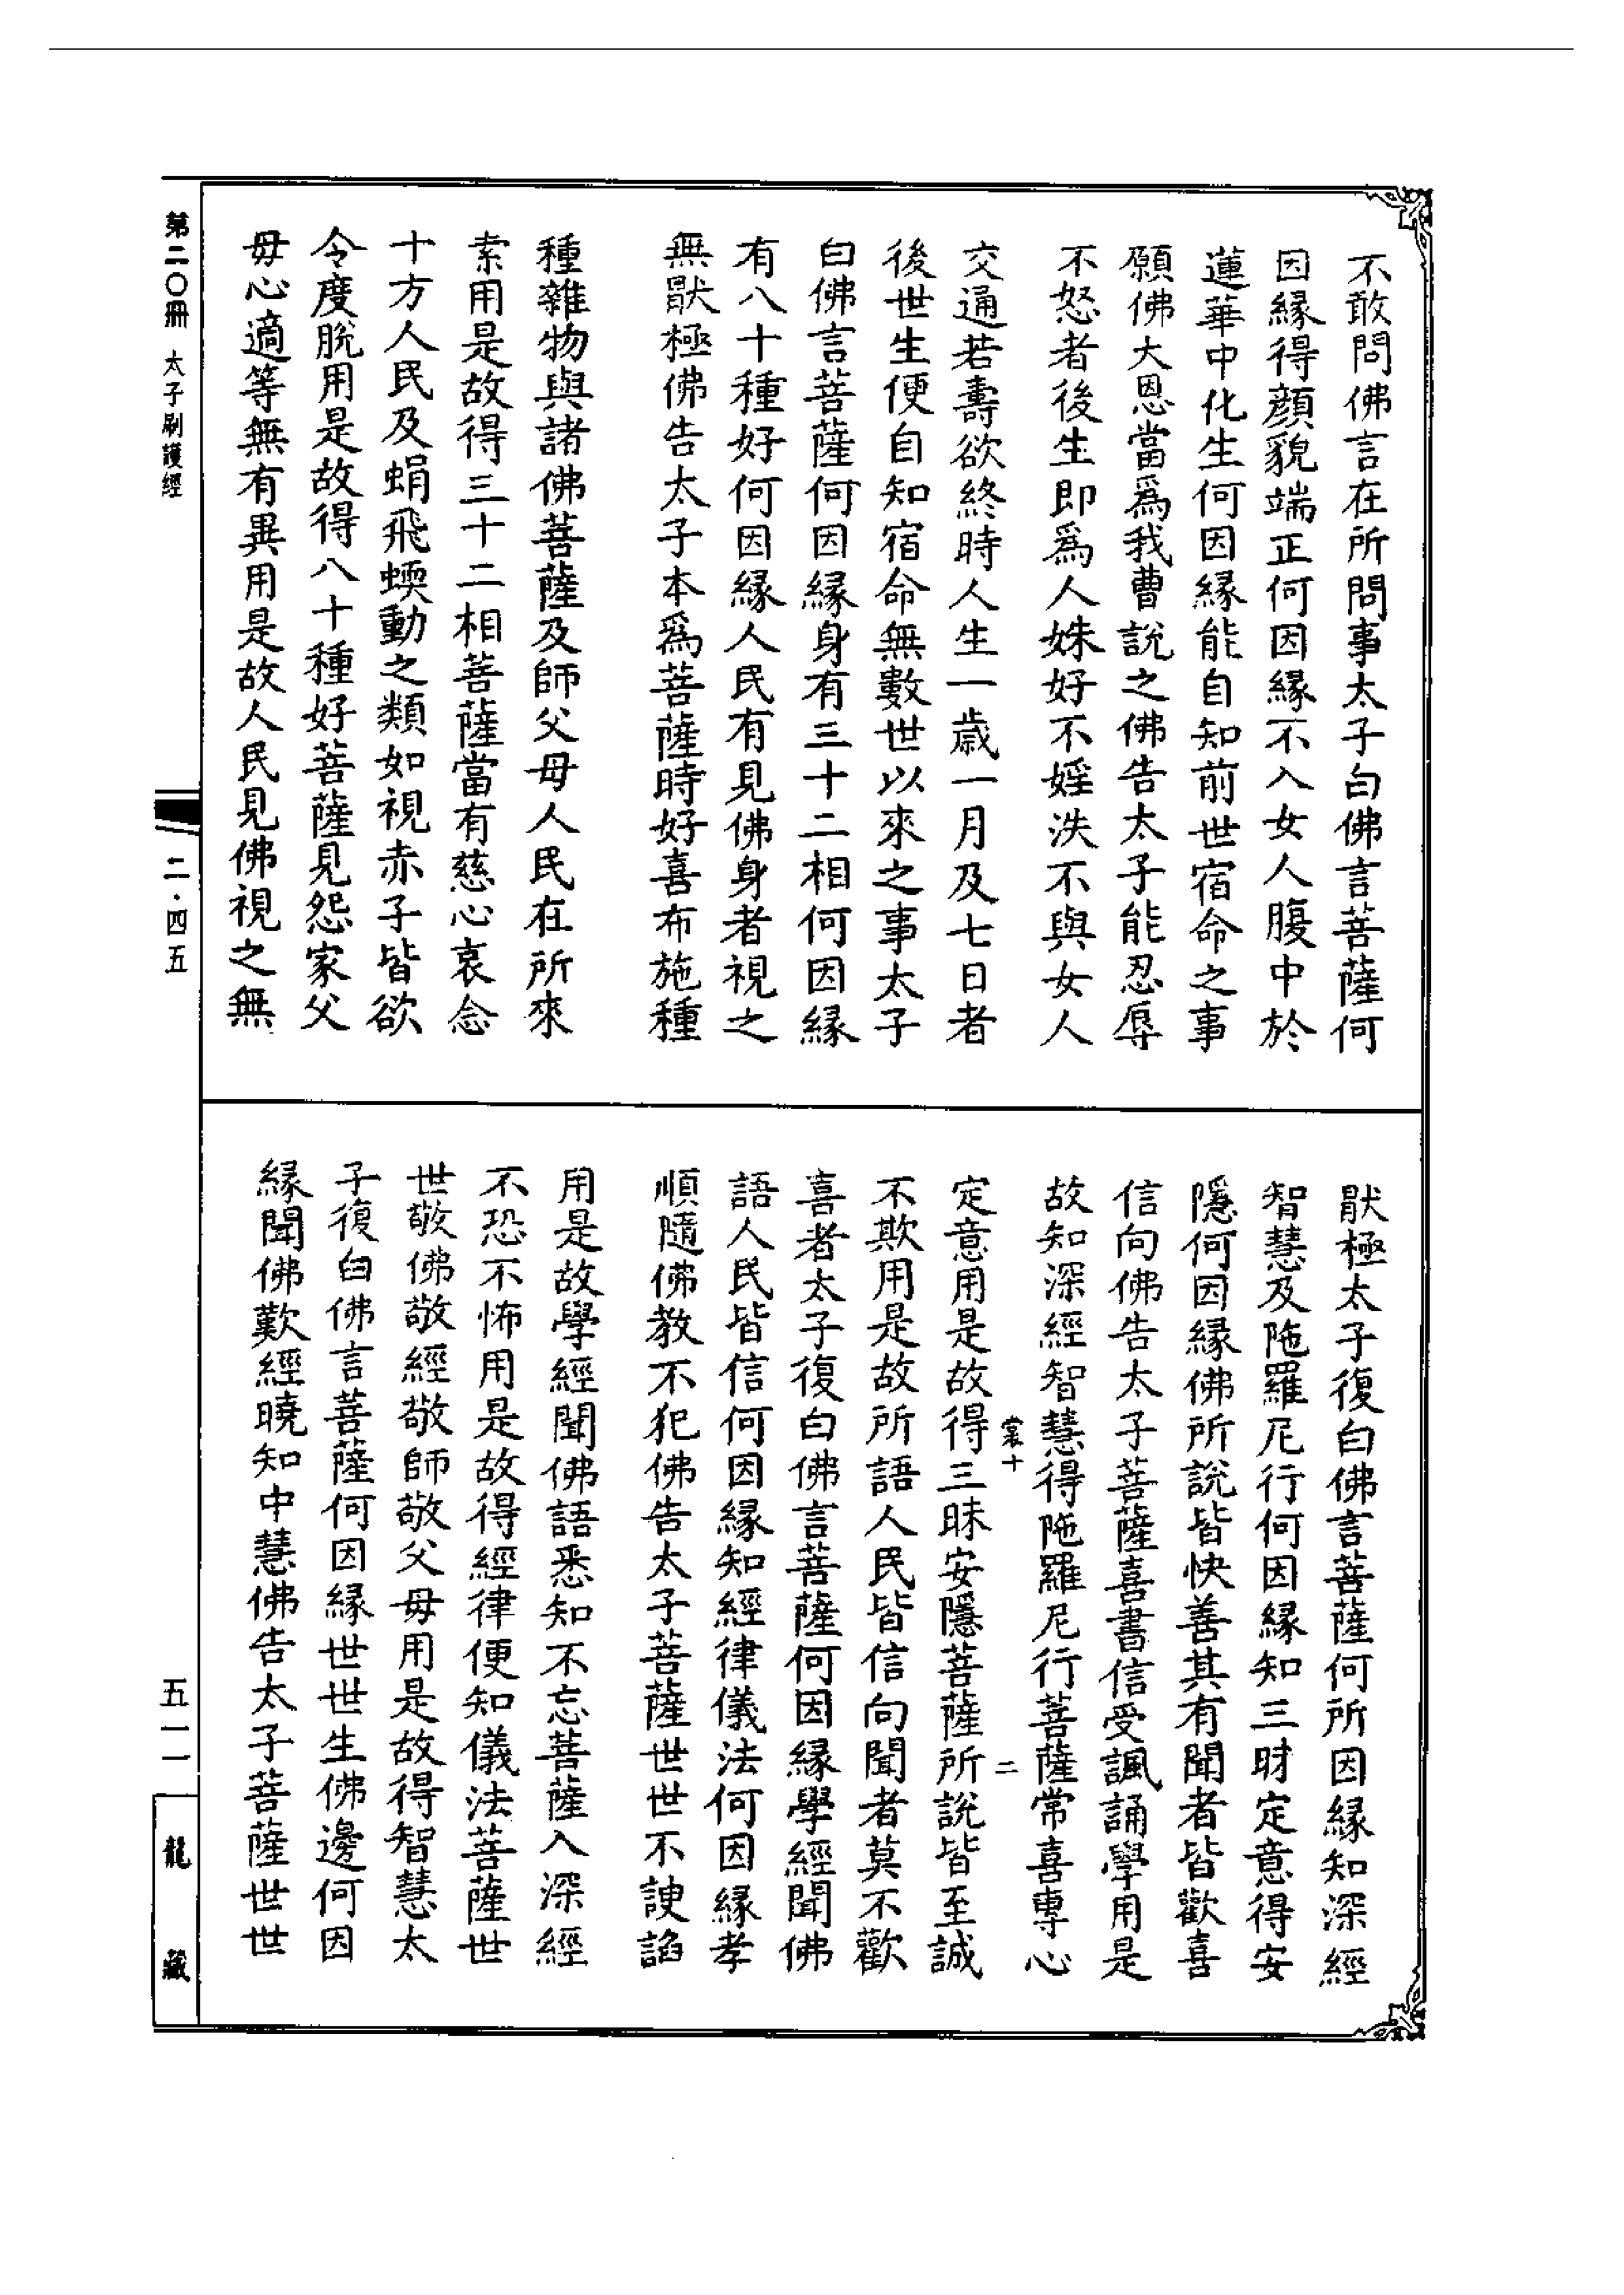 不敢問佛言在所問事太子白佛言菩薩何
因緣得顏貌端正何因緣不入女人腹中於
蓮華中化生何因緣能自知前世宿命之事
願佛大恩當爲我曹說之佛告太子能忍辱
不怒者後生即爲人姝好不婬泆不與女人
交通若壽欲終時人生一歲一月及七日者
後世生便自知宿命無數世以來之事太子
白佛言菩薩何因緣身有三十二相何因緣
有八十種好何因緣人民有見佛身者視之
無猒極佛告太子本爲菩薩時好喜布施種
種雜物與諸佛菩薩及師父母人民在所來
索用是故得三十二相菩薩當有慈心哀念
十方人民及蜎飛蝡動之類如視赤子皆欲
令度脫用是故得八十種好菩薩見怨家父
母心適等無有異用是故人民見佛視之無
猒極太子復白佛言菩薩何所因緣知深經
智慧及陁羅尼行何因緣知三昧定意得安
隱何因緣佛所說皆快善其有聞者皆歡喜
信向佛告太子菩薩喜書信受諷誦學用是
故知深經智慧得陁羅尼行菩薩常喜專心
裳十 二
定意用是故得三昧安隱菩薩所說皆至誠
不欺用是故所語人民皆信向聞者莫不歡
喜者太子復白佛言菩薩何因緣學經聞佛
語人民皆信何因緣知經律儀法何因緣孝
順隨佛教不犯佛告太子菩薩世世不諛諂
用是故學經聞佛語悉知不忘菩薩入深經
不恐不怖用是故得經律便知儀法菩薩世
世敬佛敬經敬師敬父母用是故得智慧太
子復白佛言菩薩何因緣世世生佛邊何因
緣聞佛歎經曉知中慧佛告太子菩薩世世
第二〇冊 太子刷護經
二·四五
五一一
龍藏